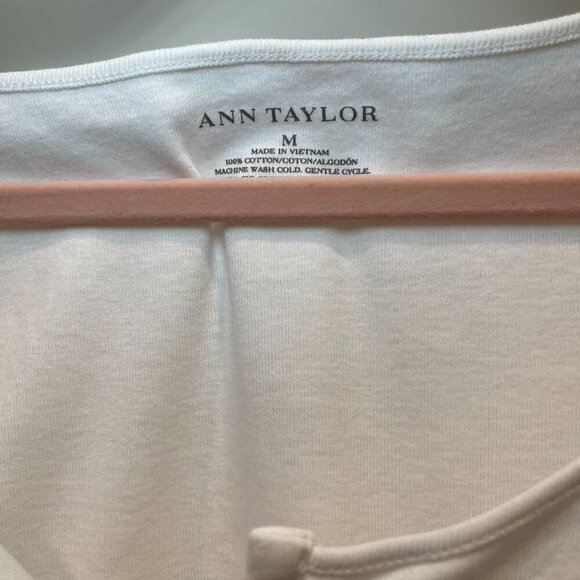 ANN TAYLOR
M
MADE IN VIETNAM
100% COTTON/COTON/ALGODÓN
MACHINE WASH COLD. GENTLE CYCLE.